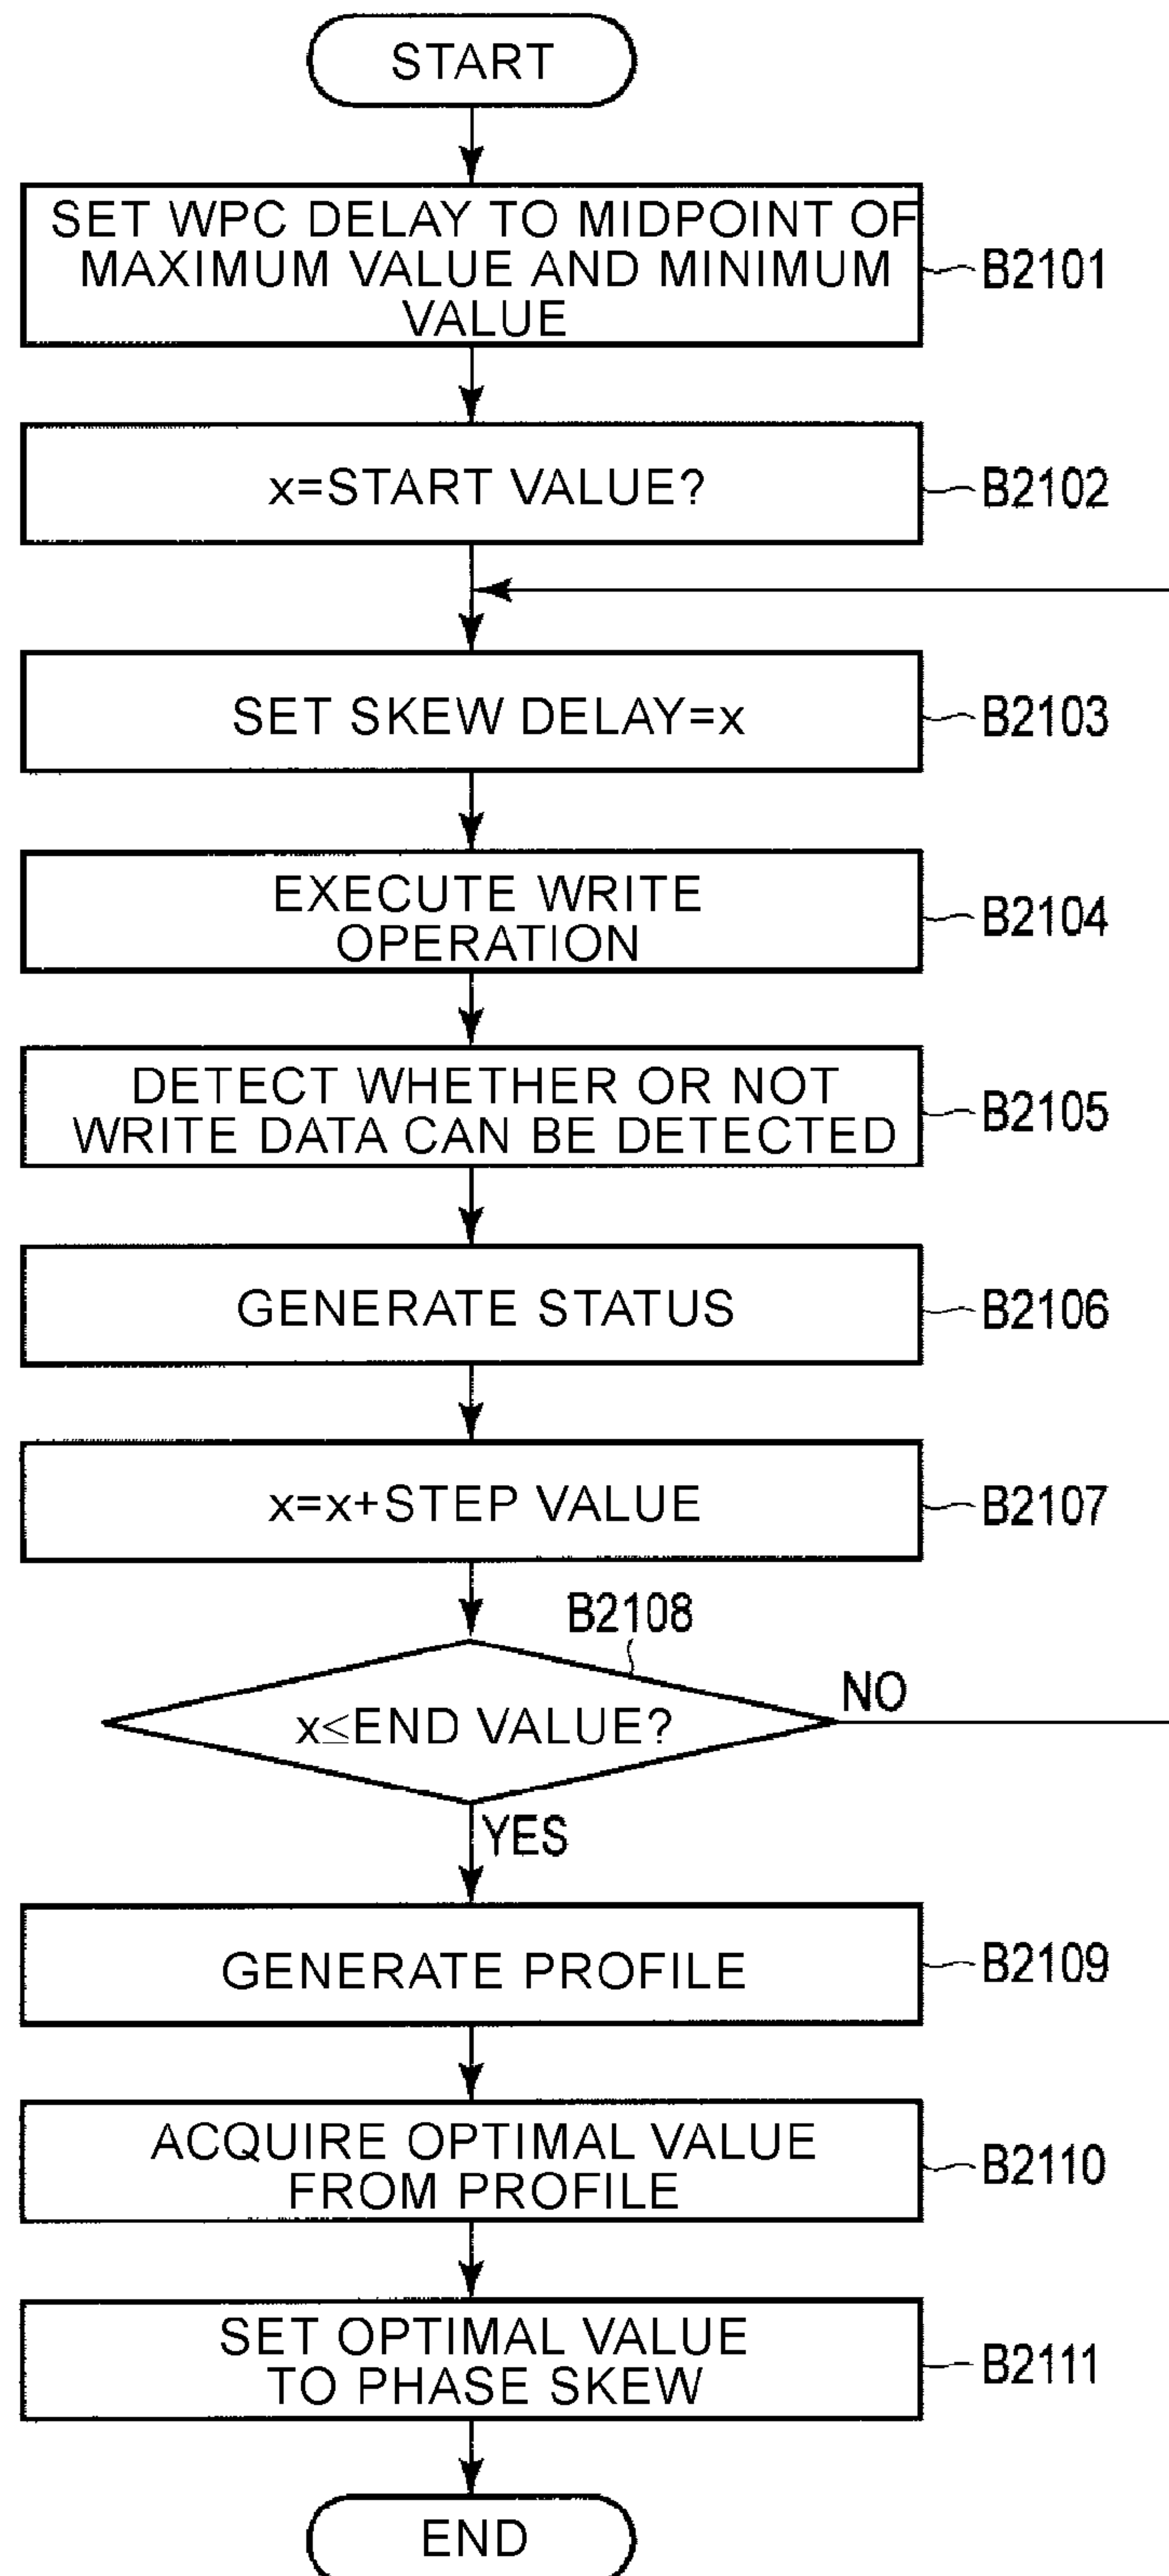 START
SET WPC DELAY TO MIDPOINT OF
MAXIMUM VALUE AND MINIMUM
VALUE
B2101
x=START VALUE?
B2102
SET SKEW DELAY=x
B2103
EXECUTE WRITE
OPERATION
B2104
DETECT WHETHER OR NOT
WRITE DATA CAN BE DETECTED
B2105
GENERATE STATUS
B2106
x=x+STEP VALUE
B2107
B2108
x≤END VALUE?
NO
YES
GENERATE PROFILE
B2109
ACQUIRE OPTIMAL VALUE
FROM PROFILE
B2110
SET OPTIMAL VALUE
TO PHASE SKEW
B2111
END